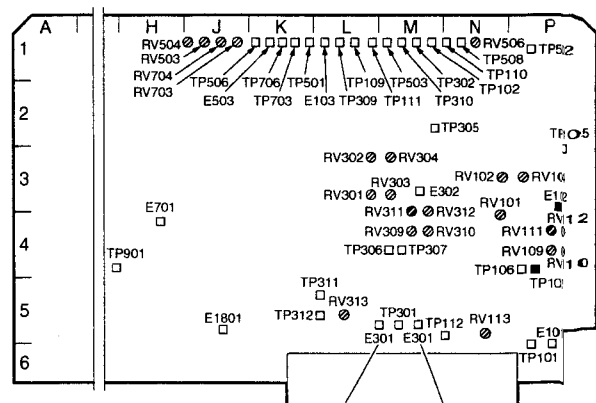 A H J K L M N P
1
RV504 RV506 TP502
RV503 TP508
RV704 TP506 TP706 TP501 TP109 TP503 TP302 TP110
RV703 TP102
E503 TP703 E103 TP309 TP111 TP310
2
TP305
RV302 RV304
3
RV303 RV102
RV301 E302
E701 RV311 RV312 RV101
4
RV309 RV310 RV111
TP306 TP307 RV109
TP901 TP106
TP311
5
TP312 RV313
E1801 TP301 TP112 RV113
E301 E301
6
TP101